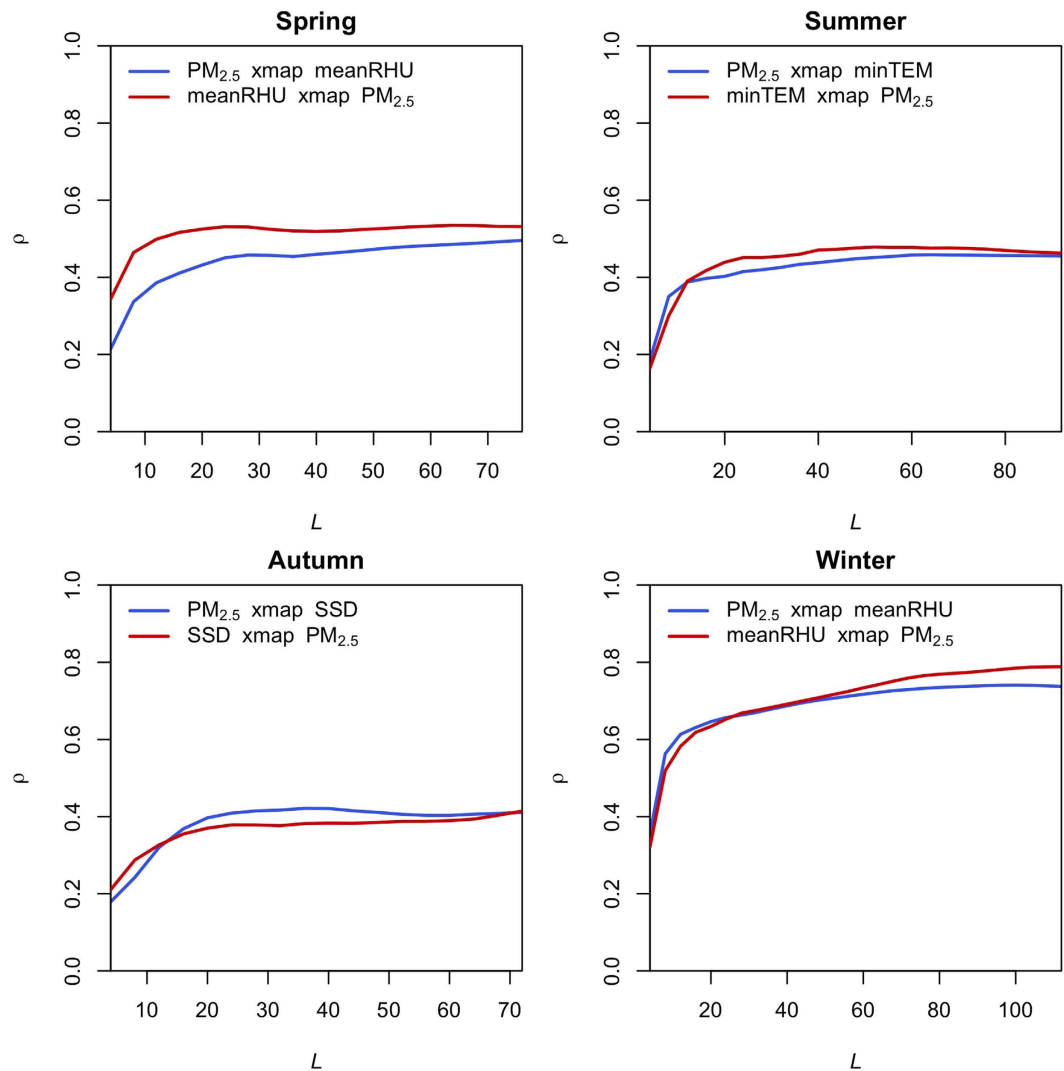 Spring
PM2.5 xmap meanRHU
meanRHU xmap PM2.5
1.0
0.8
0.6
0.4
0.2
0.0
ρ
10 20 30 40 50 60 70
L
Summer
PM2.5 xmap minTEM
minTEM xmap PM2.5
1.0
0.8
0.6
0.4
0.2
0.0
ρ
20 40 60 80
L
Autumn
PM2.5 xmap SSD
SSD xmap PM2.5
1.0
0.8
0.6
0.4
0.2
0.0
ρ
10 20 30 40 50 60 70
L
Winter
PM2.5 xmap meanRHU
meanRHU xmap PM2.5
1.0
0.8
0.6
0.4
0.2
0.0
ρ
20 40 60 80 100
L